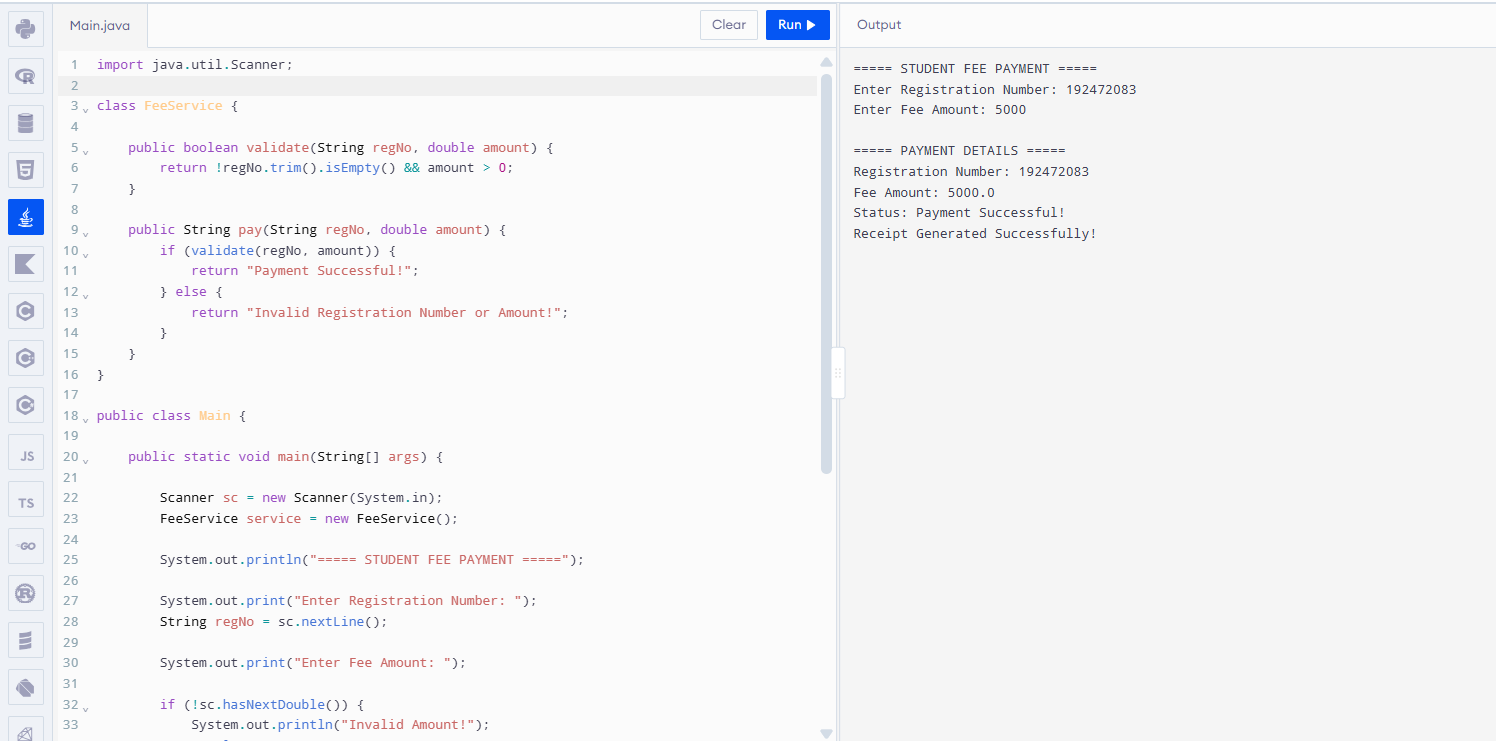 Main.java
Clear
Run
Output
1 import java.util.Scanner;
2
3 class FeeService {
4
5 public boolean validate(String regNo, double amount) {
6 return !regNo.trim().isEmpty() && amount > 0;
7 }
8
9 public String pay(String regNo, double amount) {
10 if (validate(regNo, amount)) {
11 return "Payment Successful!";
12 } else {
13 return "Invalid Registration Number or Amount!";
14 }
15 }
16 }
17
18 public class Main {
19
20 public static void main(String[] args) {
21
22 Scanner sc = new Scanner(System.in);
23 FeeService service = new FeeService();
24
25 System.out.println("===== STUDENT FEE PAYMENT =====");
26
27 System.out.print("Enter Registration Number: ");
28 String regNo = sc.nextLine();
29
30 System.out.print("Enter Fee Amount: ");
31
32 if (!sc.hasNextDouble()) {
33 System.out.println("Invalid Amount!");
===== STUDENT FEE PAYMENT =====
Enter Registration Number: 192472083
Enter Fee Amount: 5000
===== PAYMENT DETAILS =====
Registration Number: 192472083
Fee Amount: 5000.0
Status: Payment Successful!
Receipt Generated Successfully!
JS
TS
GO